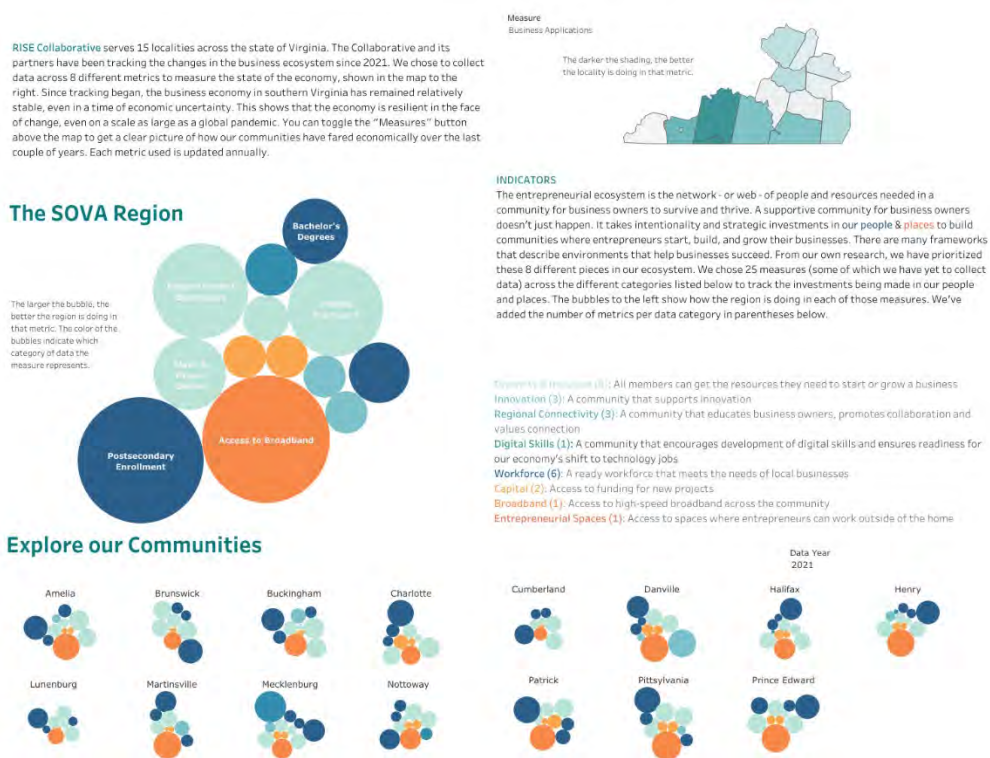 RISE Collaborative serves 15 localities across the state of Virginia. The Collaborative and its
partners have been tracking the changes in the business ecosystem since 2021. We chose to collect
data across 8 different metrics to measure the state of the economy, shown in the map to the
right. Since tracking began, the business economy in southern Virginia has remained relatively
stable, even in a time of economic uncertainty. This shows that the economy is resilient in the face
of change, even on a scale as large as a global pandemic. You can toggle the "Measures" button
above the map to get a clear picture of how our communities have fared economically over the last
couple of years. Each metric used is updated annually.
Measure
Business Applications
The darker the shading, the better
the locality is doing in that metric.
The SOVA Region
The larger the bubble, the
better the region is doing in
that metric. The color of the
bubbles indicate which
category of data the
measure represents.
Bachelor's
Degrees
Access to Broadband
Postsecondary
Enrollment
INDICATORS
The entrepreneurial ecosystem is the network - or web - of people and resources needed in a
community for business owners to survive and thrive. A supportive community for business owners
doesn't just happen. It takes intentionality and strategic investments in our people & places to build
communities where entrepreneurs start, build, and grow their businesses. There are many frameworks
that describe environments that help businesses succeed. From our own research, we have prioritized
these 8 different pieces in our ecosystem. We chose 25 measures (some of which we have yet to collect
data) across the different categories listed below to track the investments being made in our people
and places. The bubbles to the left show how the region is doing in each of those measures. We've
added the number of metrics per data category in parentheses below.
& Inclusion : All members can get the resources they need to start or grow a business
Innovation (3): A community that supports innovation
Regional Connectivity (3): A community that educates business owners, promotes collaboration and
values connection
Digital Skills (1): A community that encourages development of digital skills and ensures readiness for
our economy's shift to technology jobs
Workforce (6): A ready workforce that meets the needs of local businesses
Capital (2): Access to funding for new projects
Broadband (1): Access to high-speed broadband across the community
Entrepreneurial Spaces (1): Access to spaces where entrepreneurs can work outside of the home
Explore our Communities
Data Year
2021
Amelia
Brunswick
Buckingham
Charlotte
Cumberland
Danville
Halifax
Henry
Lunenburg
Martinsville
Mecklenburg
Nottoway
Patrick
Pittsylvania
Prince Edward